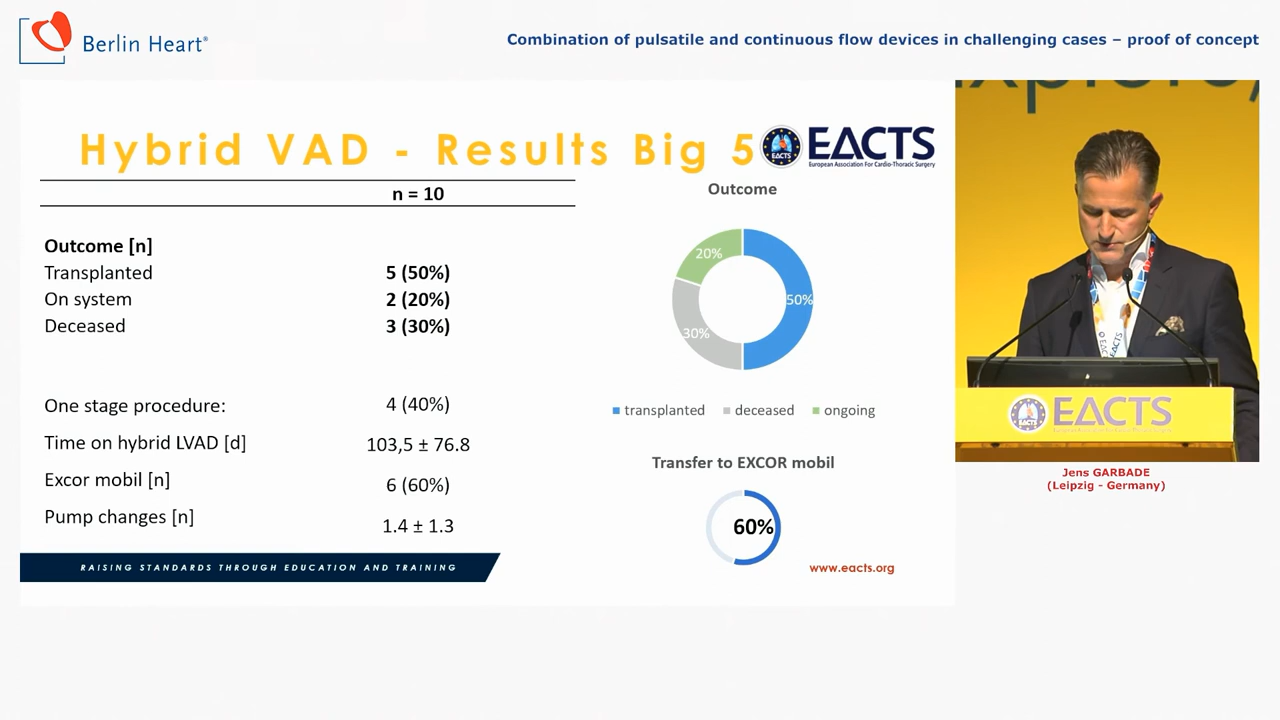 Berlin Heart®
Combination of pulsatile and continuous flow devices in challenging cases – proof of concept
Hybrid VAD - Results Big 5
EACTS
European Association For Cardio-Thoracic Surgery
n = 10
Outcome [n]
Transplanted 5 (50%)
On system 2 (20%)
Deceased 3 (30%)
One stage procedure: 4 (40%)
Time on hybrid LVAD [d] 103,5 ± 76.8
Excor mobil [n] 6 (60%)
Pump changes [n] 1.4 ± 1.3
Outcome
20%
50%
30%
transplanted deceased ongoing
Transfer to EXCOR mobil
60%
RAISING STANDARDS THROUGH EDUCATION AND TRAINING
www.eacts.org
EACTS
EACTS
Jens GARBADE
(Leipzig - Germany)